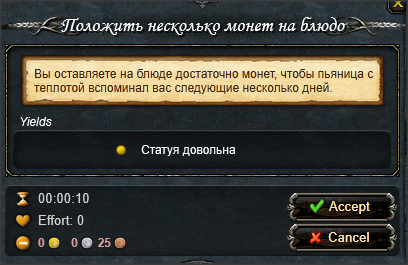 Положить несколько монет на блюдо
Вы оставляете на блюде достаточно монет, чтобы пьяница с
теплотой вспоминал вас следующие несколько дней.
Yields
Статуя довольна
00:00:10
Effort: 0
0 0 25
Accept
Cancel